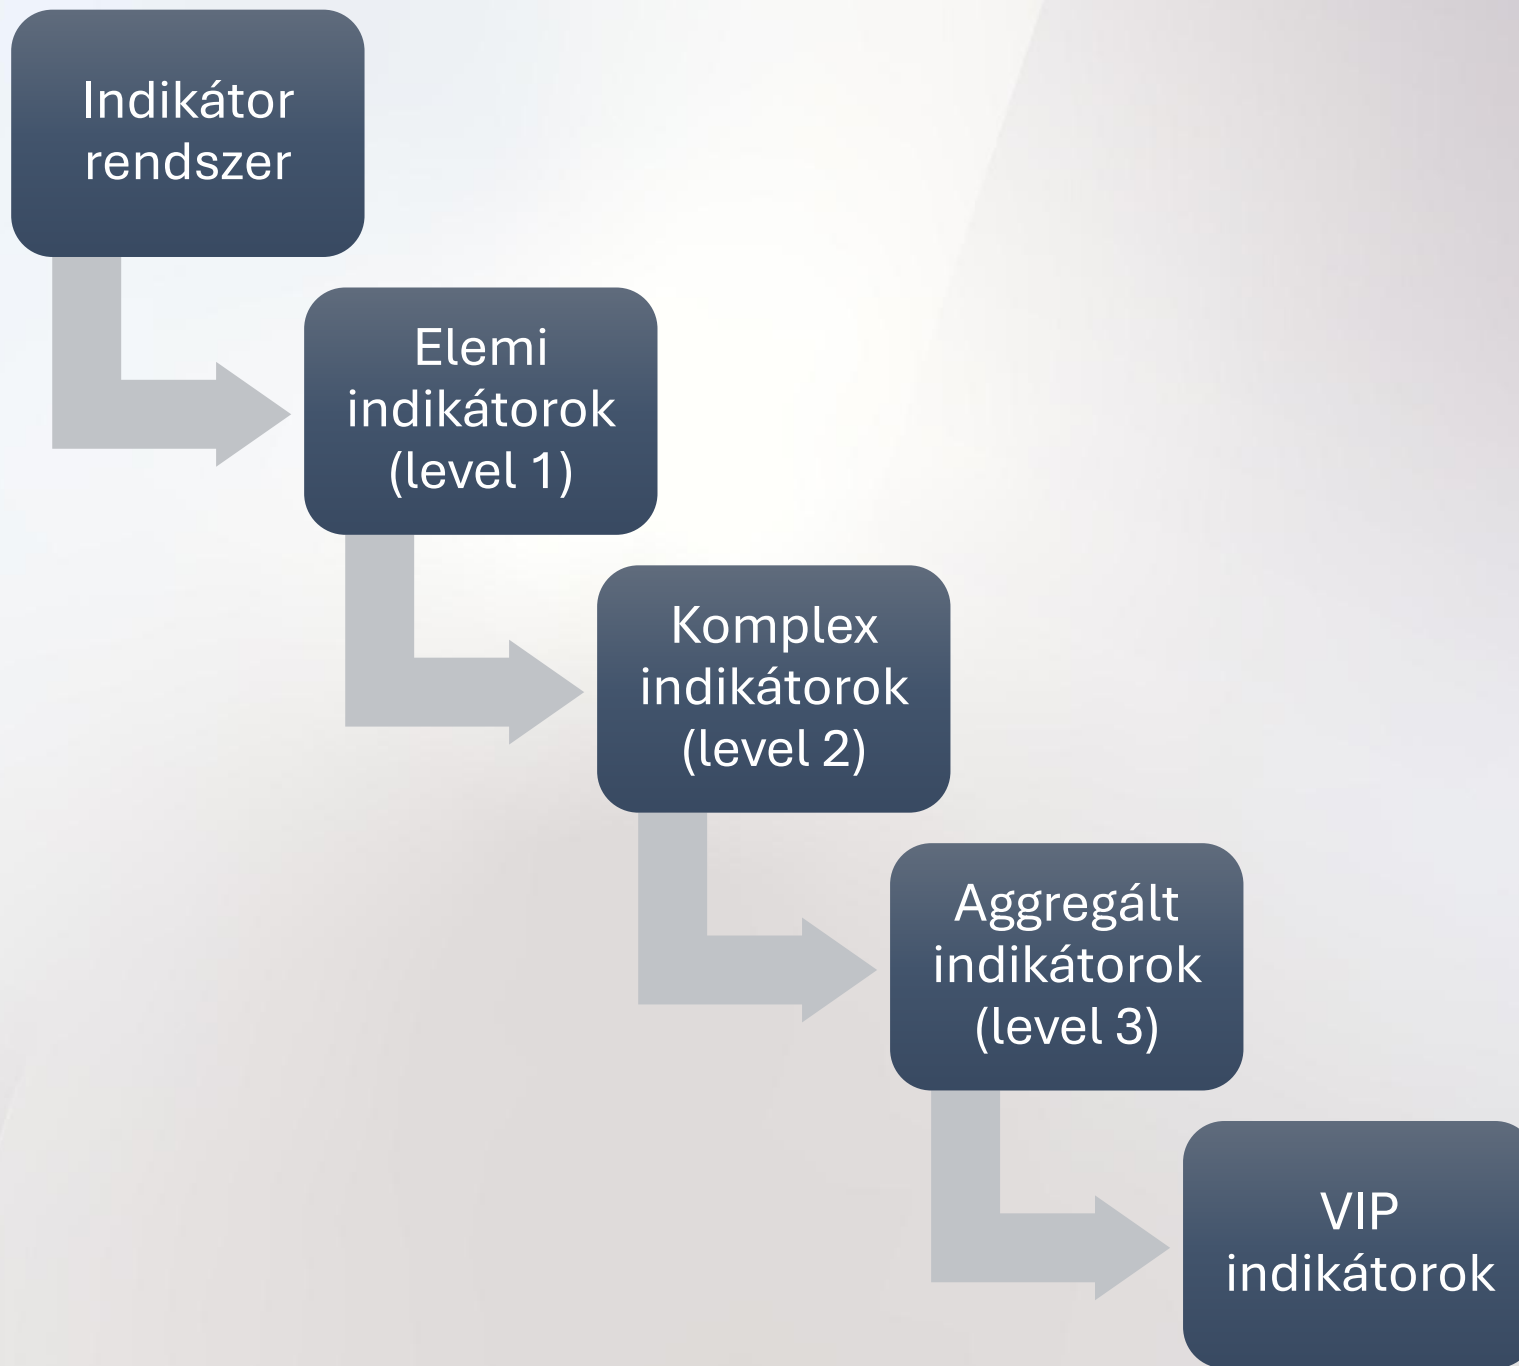 Indikátor
rendszer
Elemi
indikátorok
(level 1)
Komplex
indikátorok
(level 2)
Aggregált
indikátorok
(level 3)
VIP
indikátorok